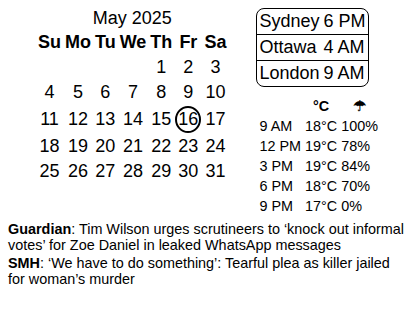 May 2025
Su Mo Tu We Th Fr Sa
1 2 3
4 5 6 7 8 9 10
11 12 13 14 15 16 17
18 19 20 21 22 23 24
25 26 27 28 29 30 31
Sydney 6 PM
Ottawa 4 AM
London 9 AM
°C ☂
9 AM 18°C 100%
12 PM 19°C 78%
3 PM 19°C 84%
6 PM 18°C 70%
9 PM 17°C 0%
Guardian: Tim Wilson urges scrutineers to ‘knock out informal
votes’ for Zoe Daniel in leaked WhatsApp messages
SMH: ‘We have to do something’: Tearful plea as killer jailed
for woman’s murder